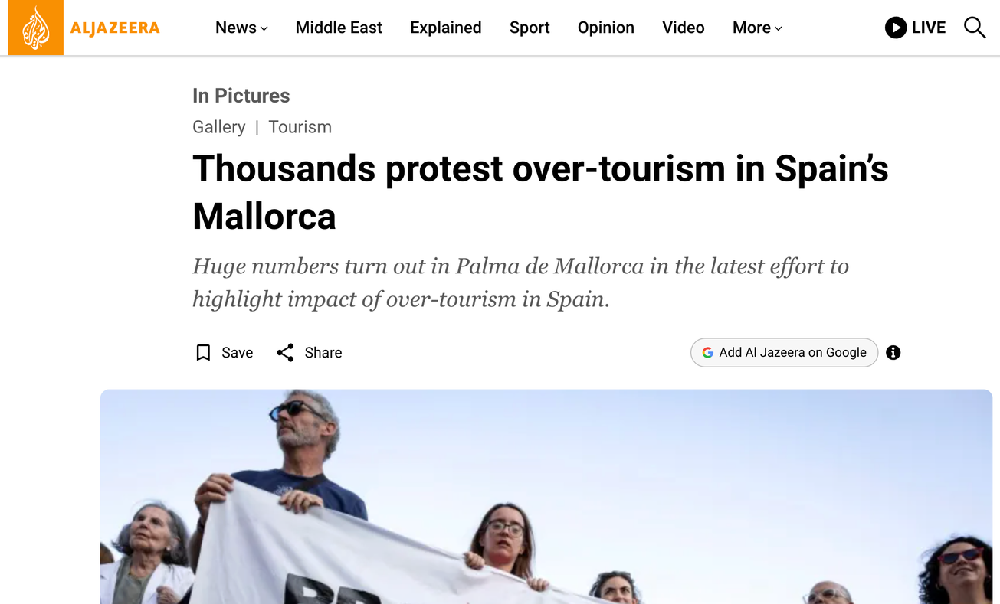 ALJAZEERA
News
Middle East
Explained
Sport
Opinion
Video
More
LIVE
In Pictures
Gallery | Tourism
Thousands protest over-tourism in Spain’s
Mallorca
Huge numbers turn out in Palma de Mallorca in the latest effort to
highlight impact of over-tourism in Spain.
Save
Share
Add Al Jazeera on Google